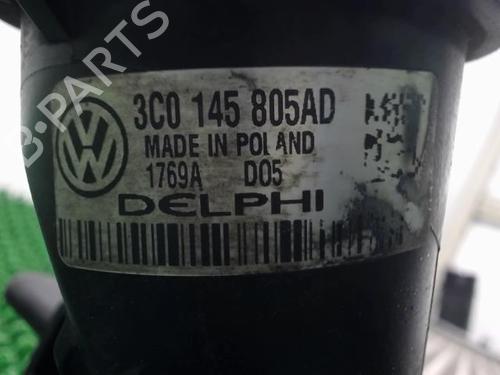 B-PARTS
3C0 145 805AD
MADE IN POLAND
1769A D05
DELPHI